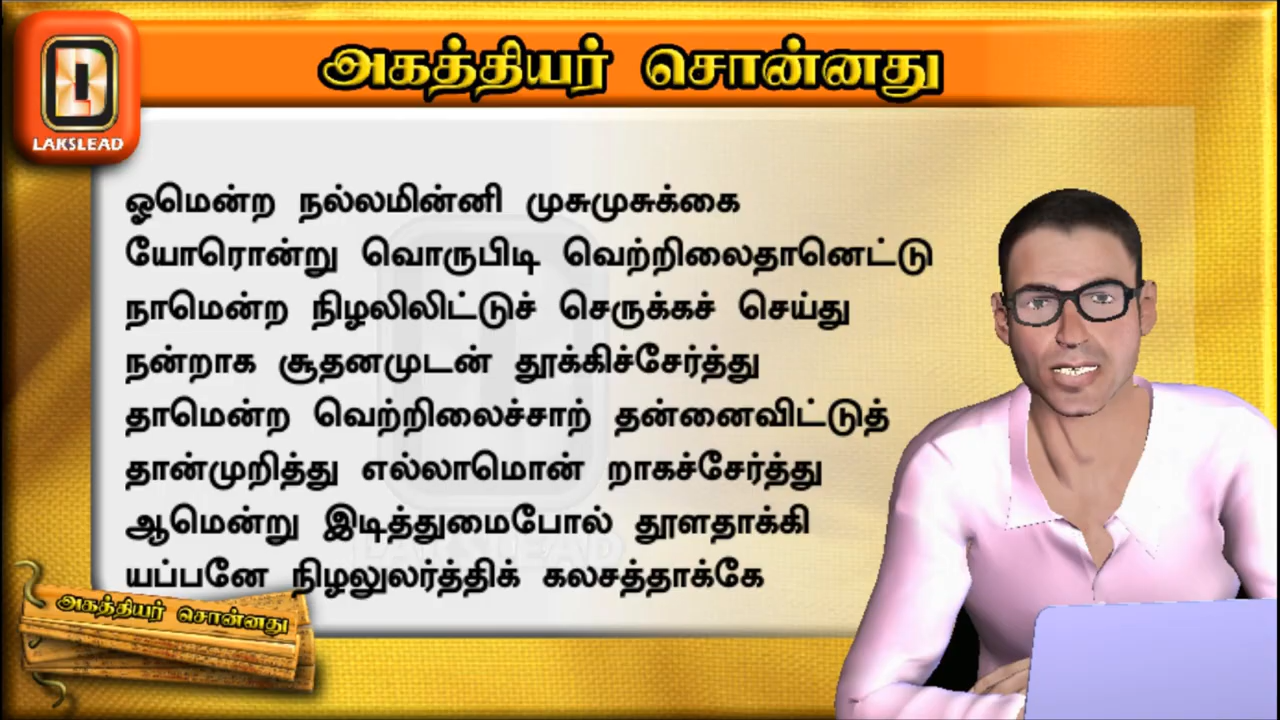 அகத்தியர் சொன்னது
LAKSLEAD
ஓமென்ற நல்லமின்னி முசுமுசுக்கை
யோரொன்று வொருபிடி வெற்றிலைதானெட்டு
நாமென்ற நிழலிலிட்டுச் செருக்கச் செய்து
நன்றாக சூதனமுடன் தூக்கிச்சேர்த்து
தாமென்ற வெற்றிலைச்சாற் தன்னைவிட்டுத்
தான்முறித்து எல்லாமொன் றாகச்சேர்த்து
ஆமென்று இடித்துமைபோல் தூளதாக்கி
யப்பனே நிழலுலர்த்திக் கலசத்தாக்கே
அகத்தியர் சொன்னது
LAKSLEAD